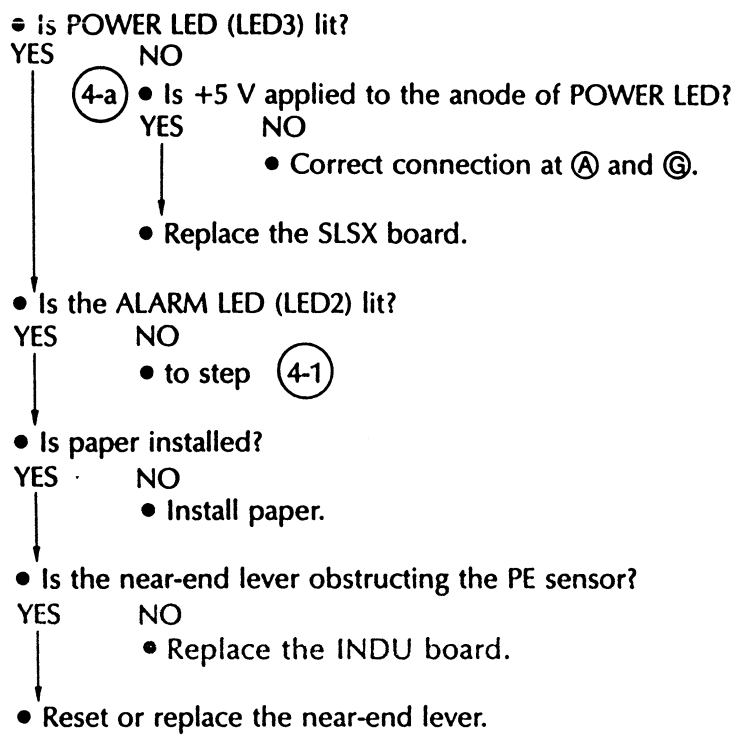 ● Is POWER LED (LED3) lit?
YES NO
4-a ● Is +5 V applied to the anode of POWER LED?
YES NO
● Correct connection at Ⓐ and Ⓖ.
● Replace the SLSX board.
● Is the ALARM LED (LED2) lit?
YES NO
● to step 4-1
● Is paper installed?
YES NO
● Install paper.
● Is the near-end lever obstructing the PE sensor?
YES NO
● Replace the INDU board.
● Reset or replace the near-end lever.